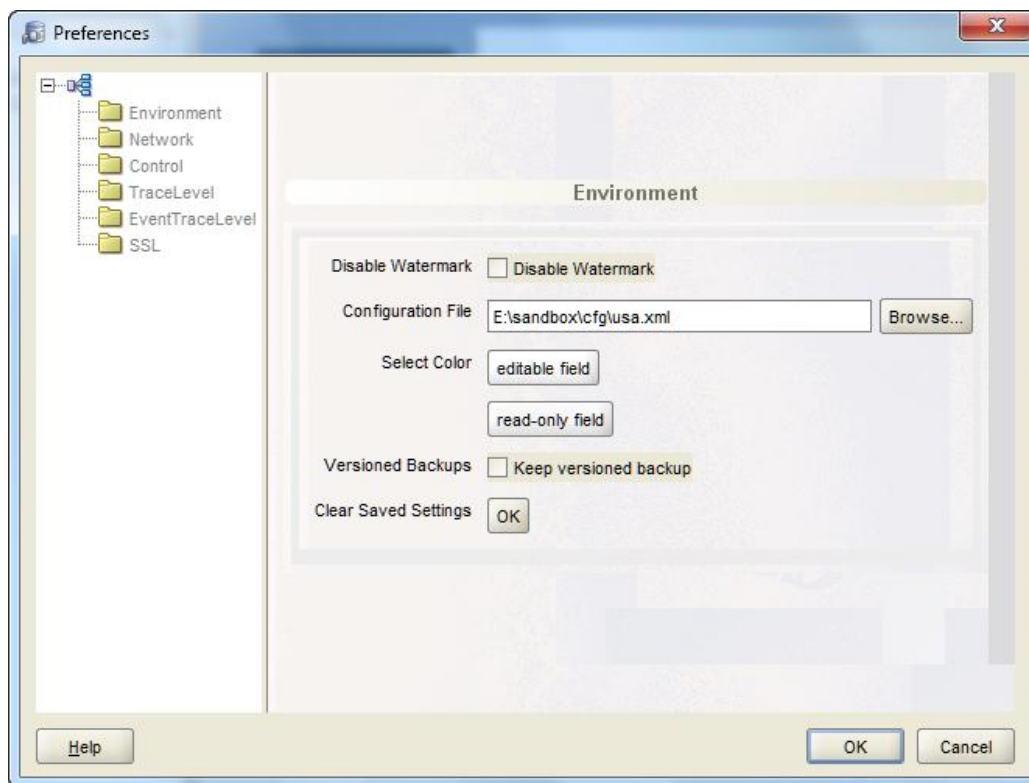 Preferences
Environment
Network
Control
TraceLevel
EventTraceLevel
SSL
Environment
Disable Watermark Disable Watermark
Configuration File E:\sandbox\cfg\usa.xml Browse...
Select Color editable field
read-only field
Versioned Backups Keep versioned backup
Clear Saved Settings OK
Help OK Cancel